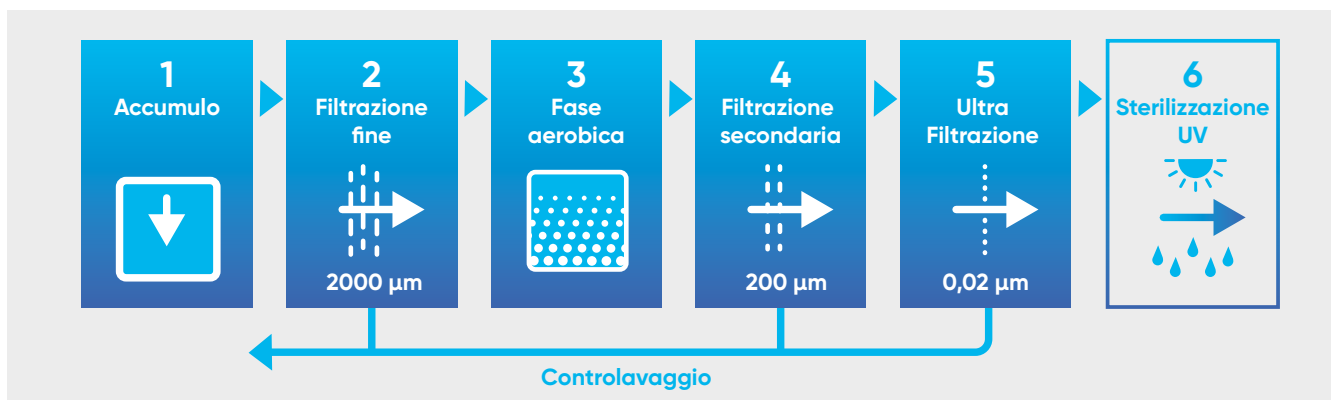 1
Accumulo
2
Filtrazione
fine
2000 μm
3
Fase
aerobica
4
Filtrazione
secondaria
200 μm
5
Ultra
Filtrazione
0,02 μm
6
Sterilizzazione
UV
Controlavaggio